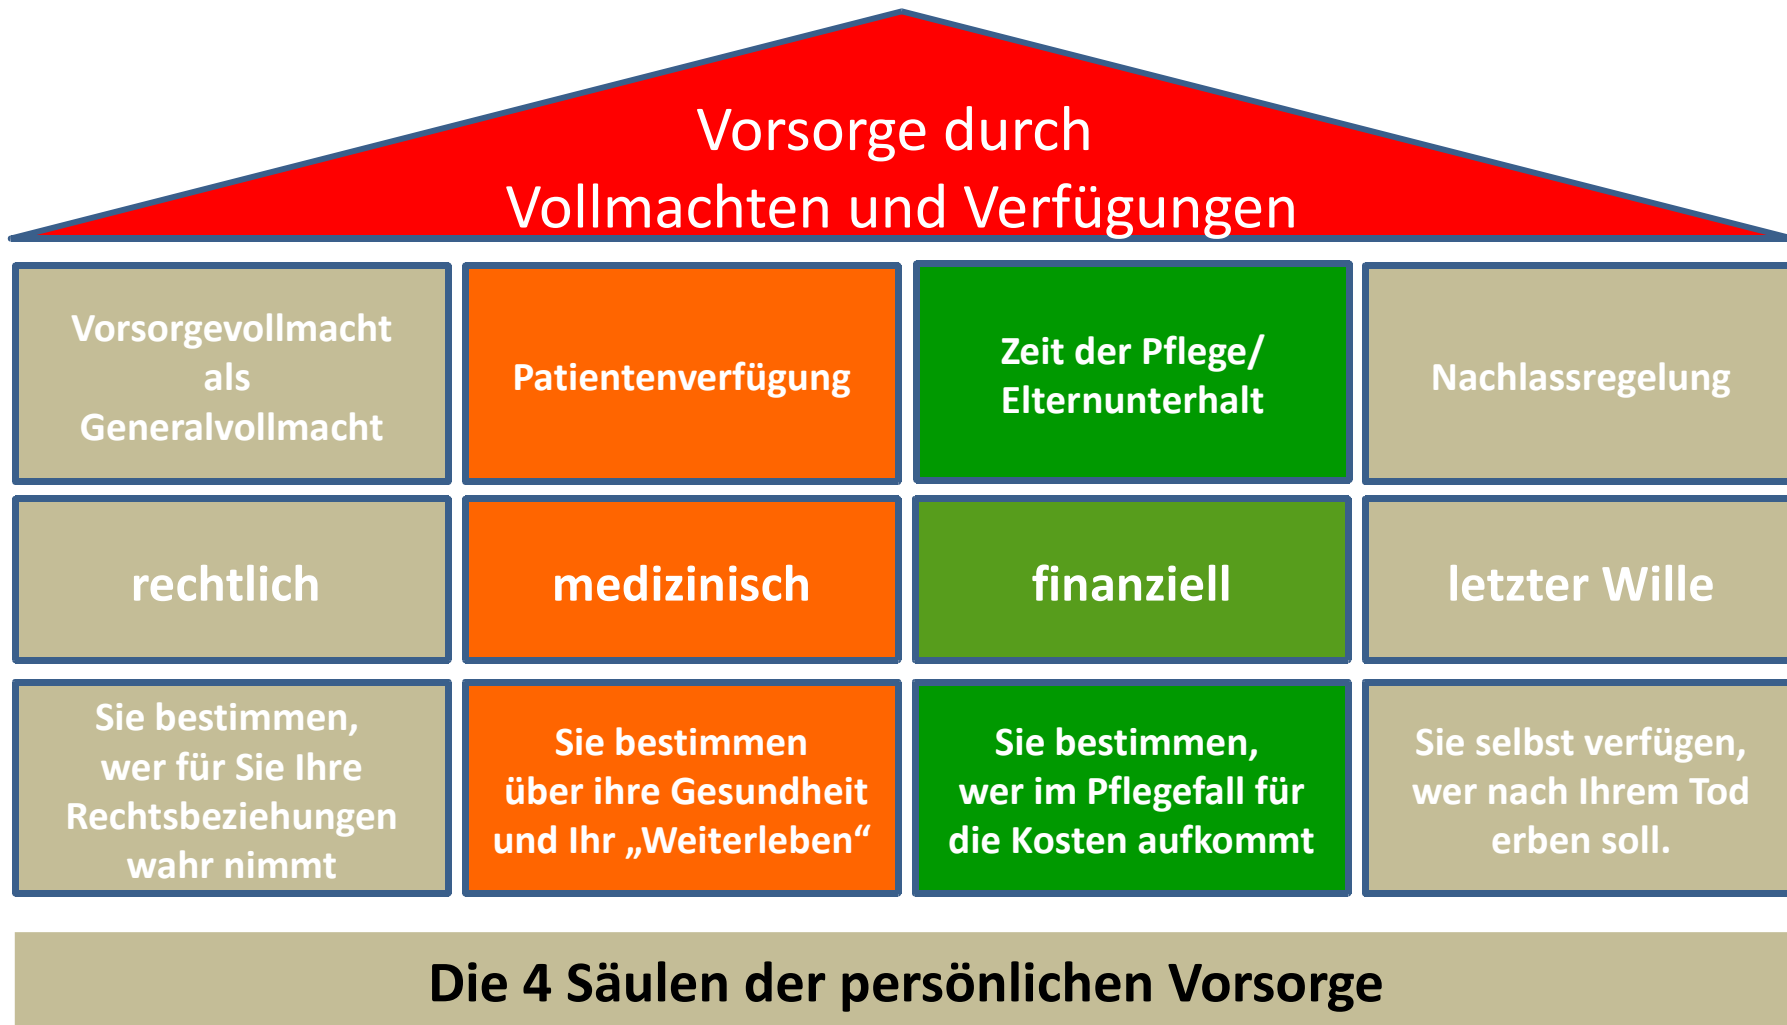 Vorsorge durch
Vollmachten und Verfügungen
Vorsorgevollmacht
als
Generalvollmacht
Patientenverfügung
Zeit der Pflege/
Elternunterhalt
Nachlassregelung
rechtlich
medizinisch
finanziell
letzter Wille
Sie bestimmen,
wer für Sie Ihre
Rechtsbeziehungen
wahr nimmt
Sie bestimmen
über ihre Gesundheit
und Ihr „Weiterleben“
Sie bestimmen,
wer im Pflegefall für
die Kosten aufkommt
Sie selbst verfügen,
wer nach Ihrem Tod
erben soll.
Die 4 Säulen der persönlichen Vorsorge